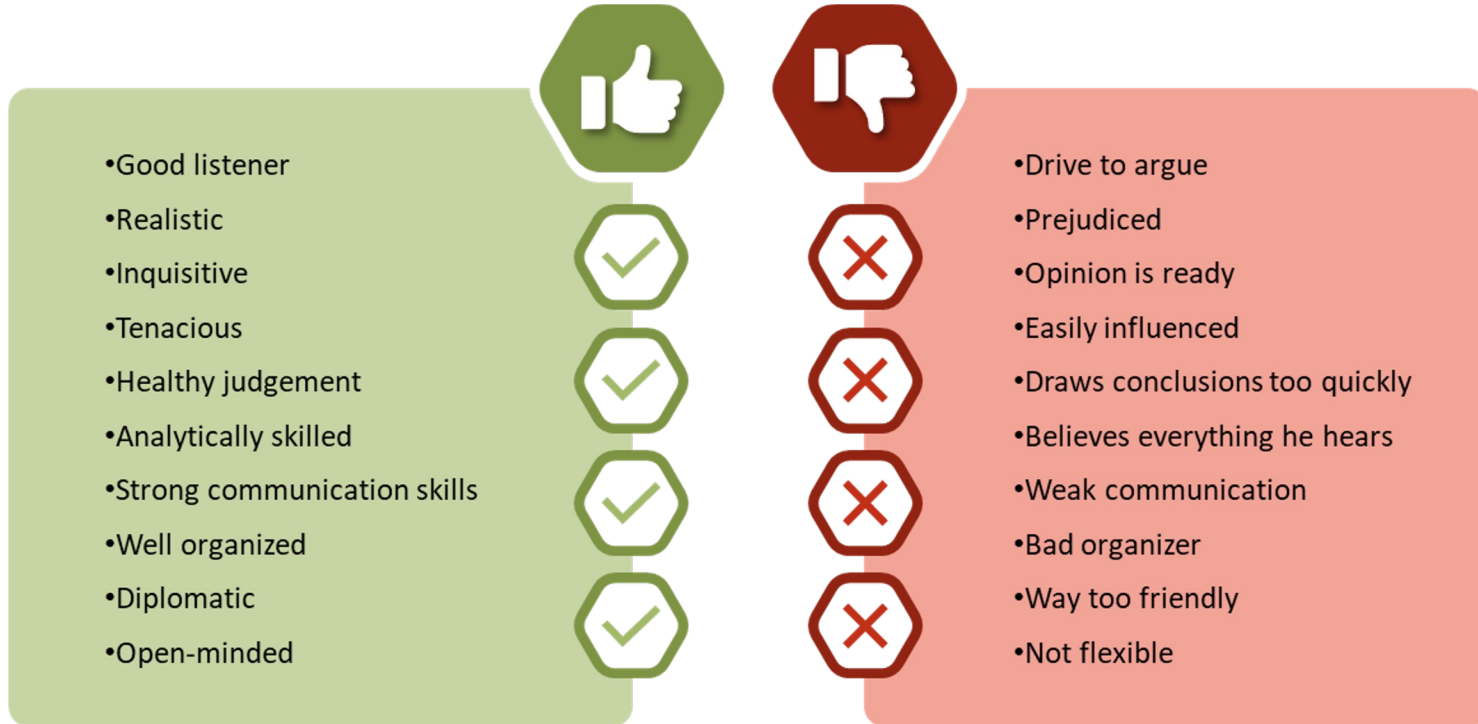 •Good listener
•Realistic
•Inquisitive
•Tenacious
•Healthy judgement
•Analytically skilled
•Strong communication skills
•Well organized
•Diplomatic
•Open-minded
•Drive to argue
•Prejudiced
•Opinion is ready
•Easily influenced
•Draws conclusions too quickly
•Believes everything he hears
•Weak communication
•Bad organizer
•Way too friendly
•Not flexible